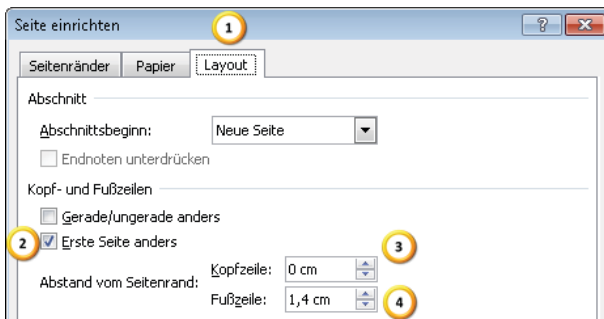 Seite einrichten
1
?
Seitenränder Papier Layout
Abschnitt
Abschnittsbeginn: Neue Seite
Endnoten unterdrücken
Kopf- und Fußzeilen
Gerade/ungerade anders
2 Erste Seite anders
3
Kopfzeile: 0 cm
Abstand vom Seitenrand:
Fußzeile: 1,4 cm 4